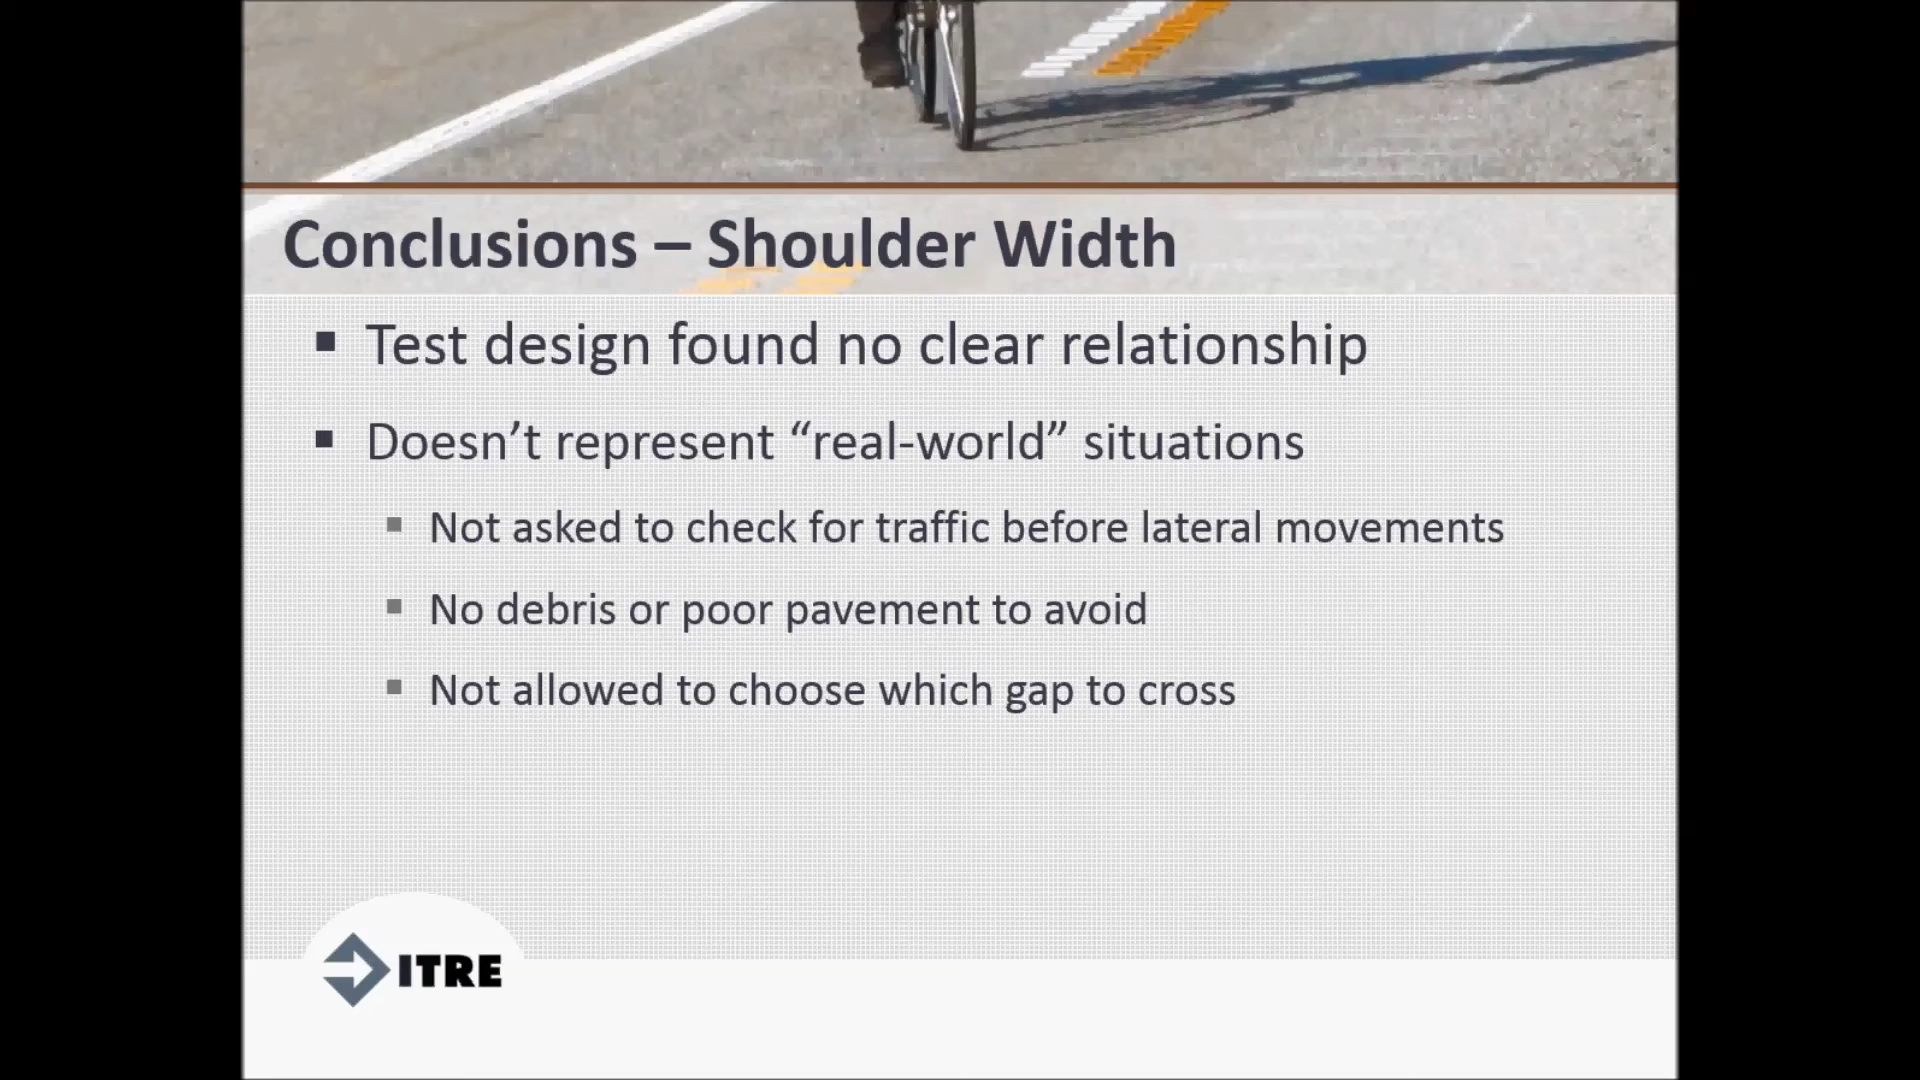 Conclusions – Shoulder Width
Test design found no clear relationship
Doesn’t represent “real-world” situations
Not asked to check for traffic before lateral movements
No debris or poor pavement to avoid
Not allowed to choose which gap to cross
ITRE